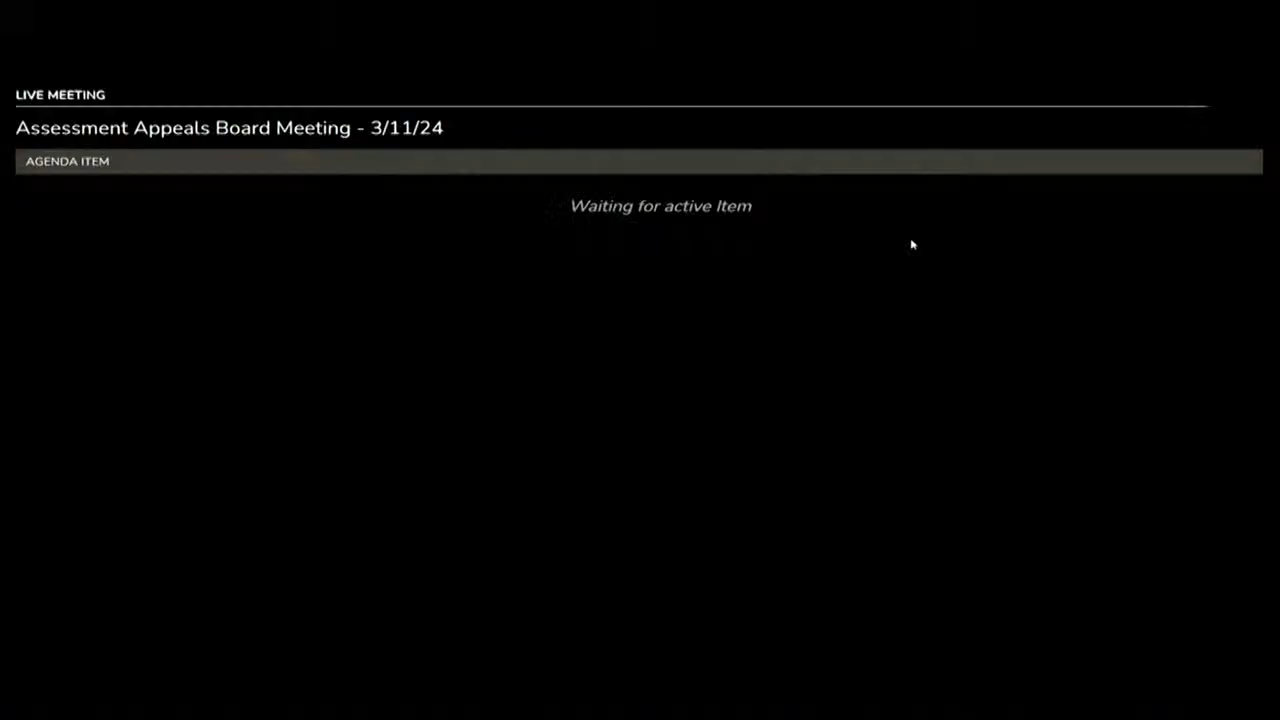 LIVE MEETING
Assessment Appeals Board Meeting - 3/11/24
AGENDA ITEM
Waiting for active Item